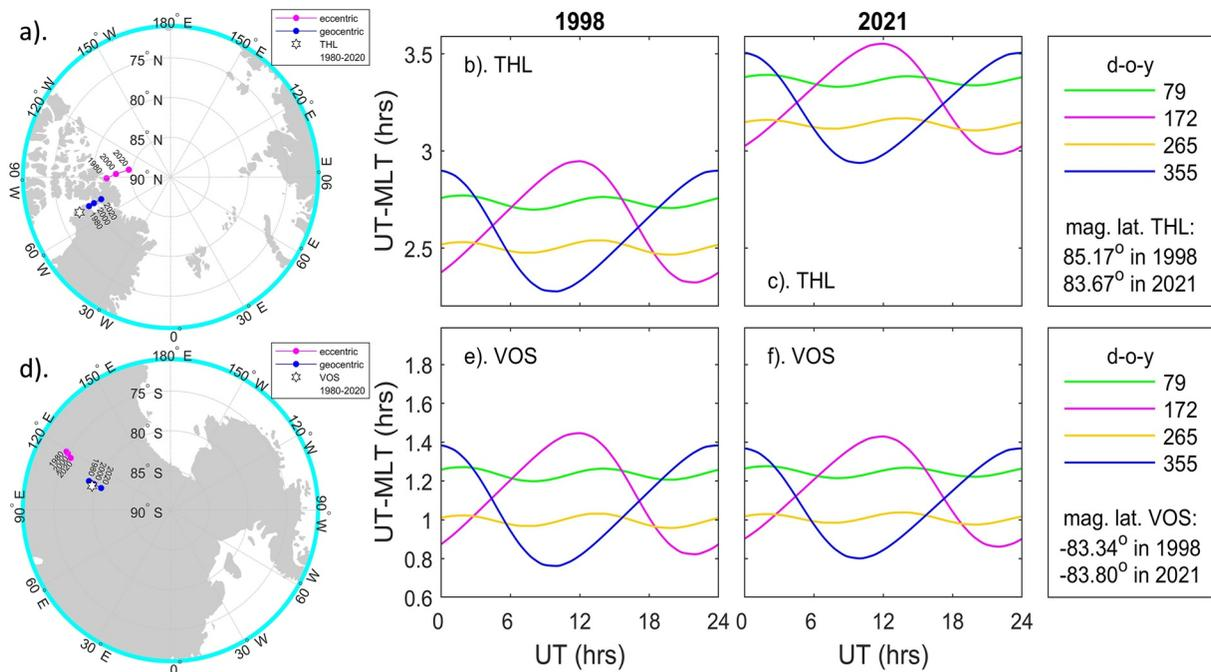 1998
2021
a).
180° E
150° W
150° E
120° W
120° E
90° W
90° E
60° W
60° E
30° W
30° E
0°
75° N
80° N
85° N
90° N
1980
2000
2020
2020
2000
1980
eccentric
geocentric
THL
1980-2020
b). THL
UT-MLT (hrs)
3.5
3
2.5
c). THL
d-o-y
79
172
265
355
mag. lat. THL:
85.17° in 1998
83.67° in 2021
d).
180° E
150° E
150° W
120° E
120° W
90° E
90° W
60° E
60° W
30° E
30° W
0°
75° S
80° S
85° S
90° S
1980
2000
2020
1980
2000
2020
eccentric
geocentric
VOS
1980-2020
e). VOS
UT-MLT (hrs)
1.8
1.6
1.4
1.2
1
0.8
0.6
0 6 12 18 24
UT (hrs)
f). VOS
0 6 12 18 24
UT (hrs)
d-o-y
79
172
265
355
mag. lat. VOS:
-83.34° in 1998
-83.80° in 2021